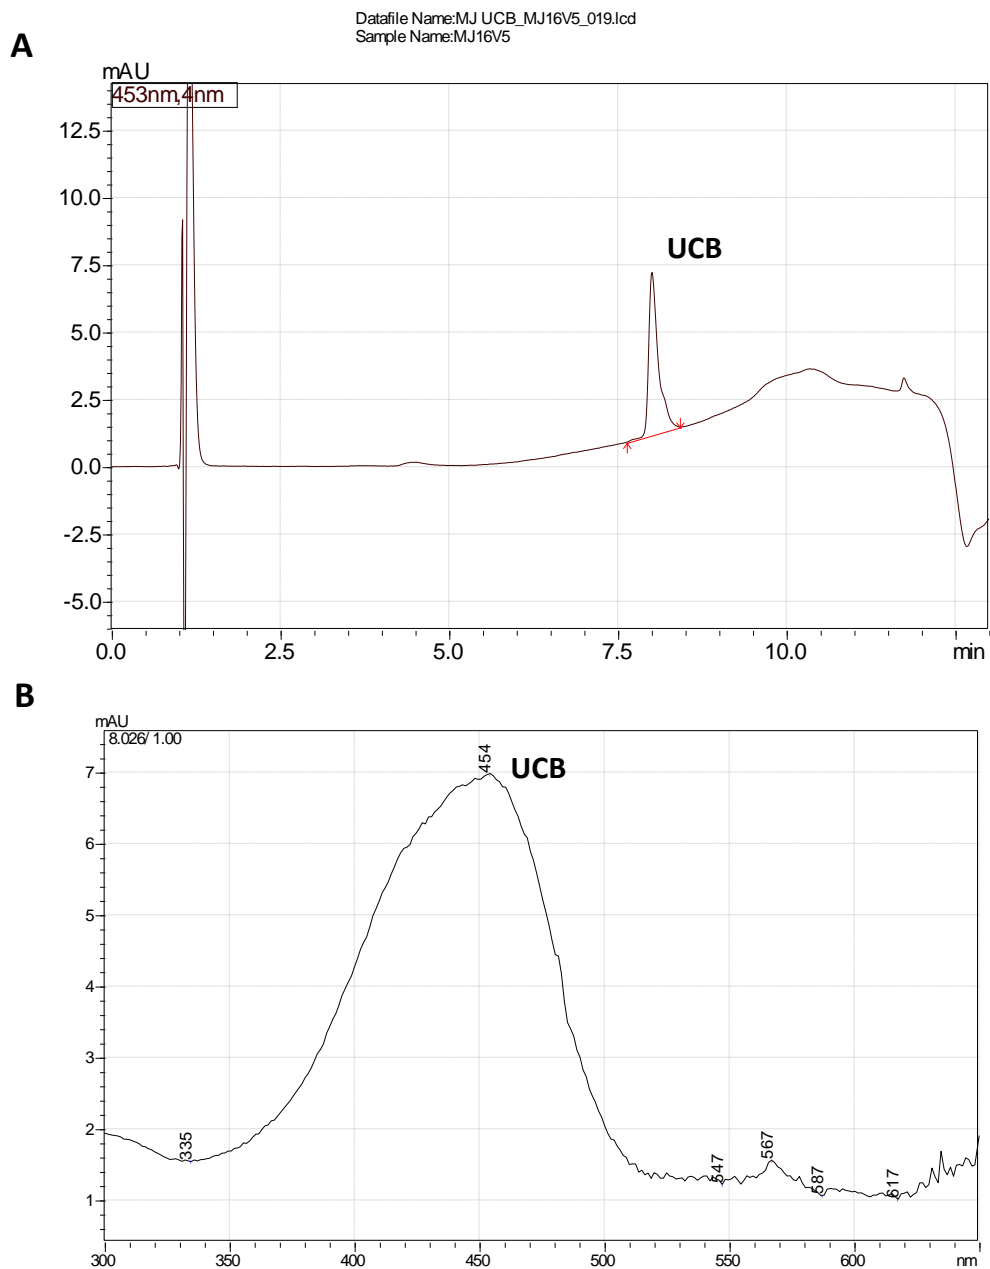 Datafile Name:MJ UCB_MJ16V5_019.lcd
Sample Name:MJ16V5
A
mAU
453nm,4nm
12.5
10.0
7.5
5.0
2.5
0.0
-2.5
-5.0
UCB
0.0 2.5 5.0 7.5 10.0 min
B
mAU
8.026/ 1.00
454
UCB
7
6
5
4
3
2
1
335
547
567
587
617
300 350 400 450 500 550 600 nm